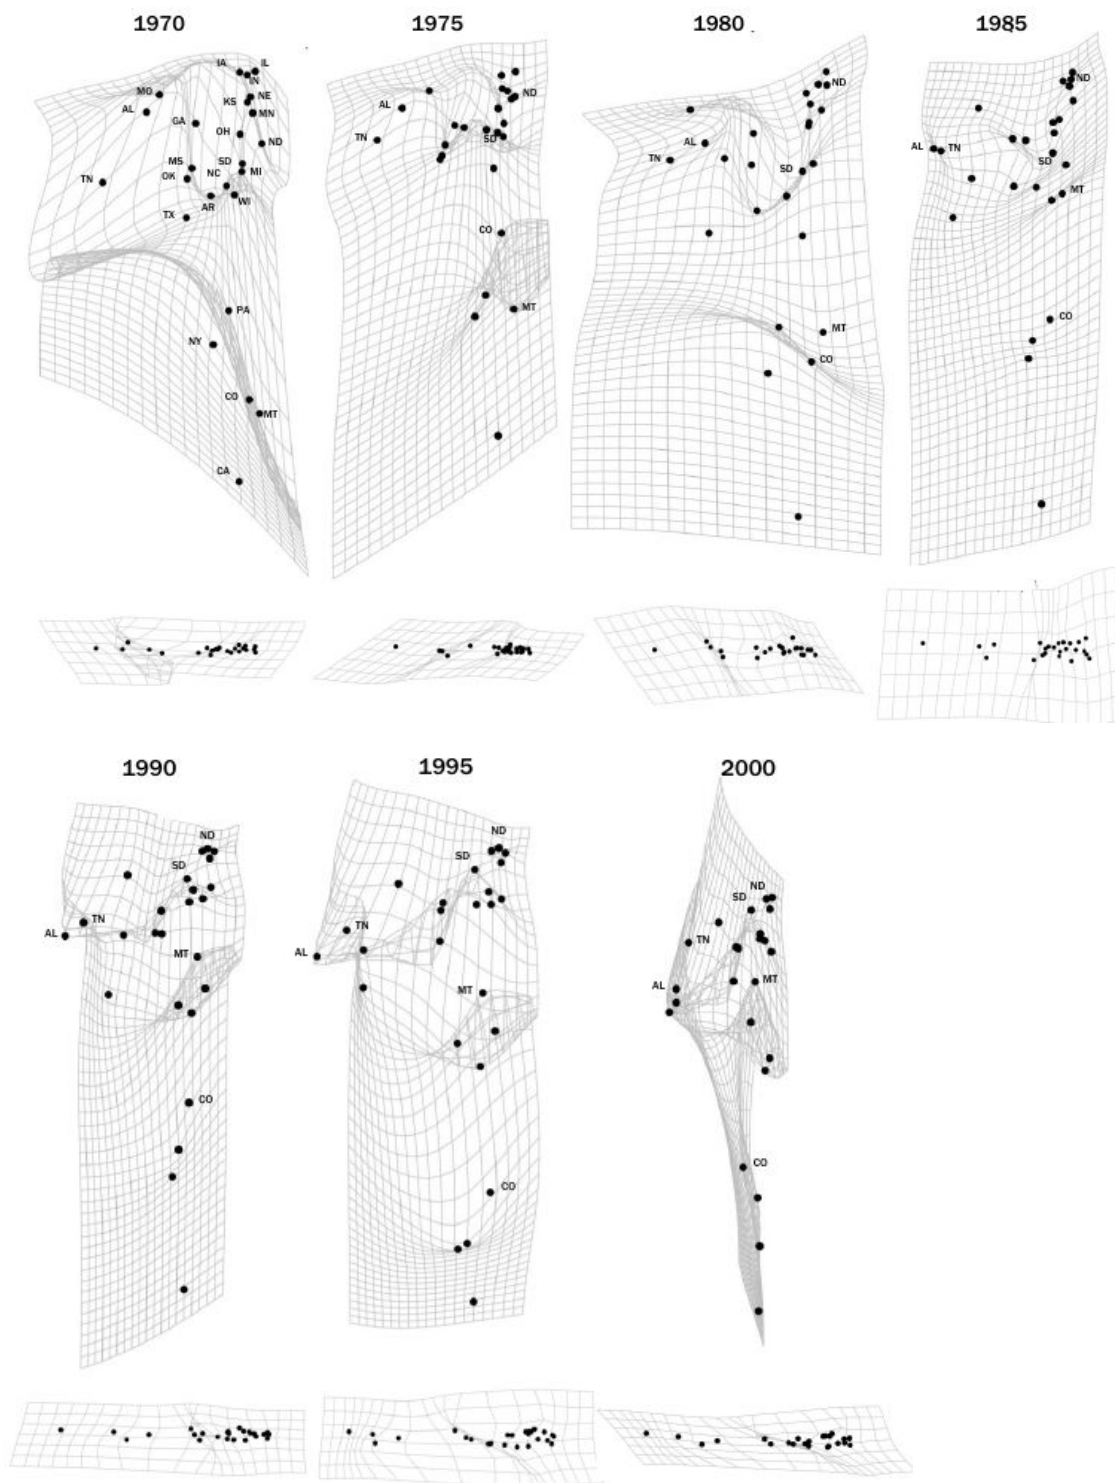 1970 1975 1980 1985
IA IL
IN
MO NE
KS
AL MN
GA
OH
ND
MS SD
OK NC MI
TN
AR WI
TX
PA
NY
CO
MT
CA
ND
AL
TN
SD
CO
MT
ND
AL
TN
SD
MT
CO
ND
AL TN
SD
MT
CO
1990 1995 2000
ND
SD
TN
AL
MT
CO
ND
SD
TN
AL
MT
CO
ND
SD
TN
MT
AL
CO